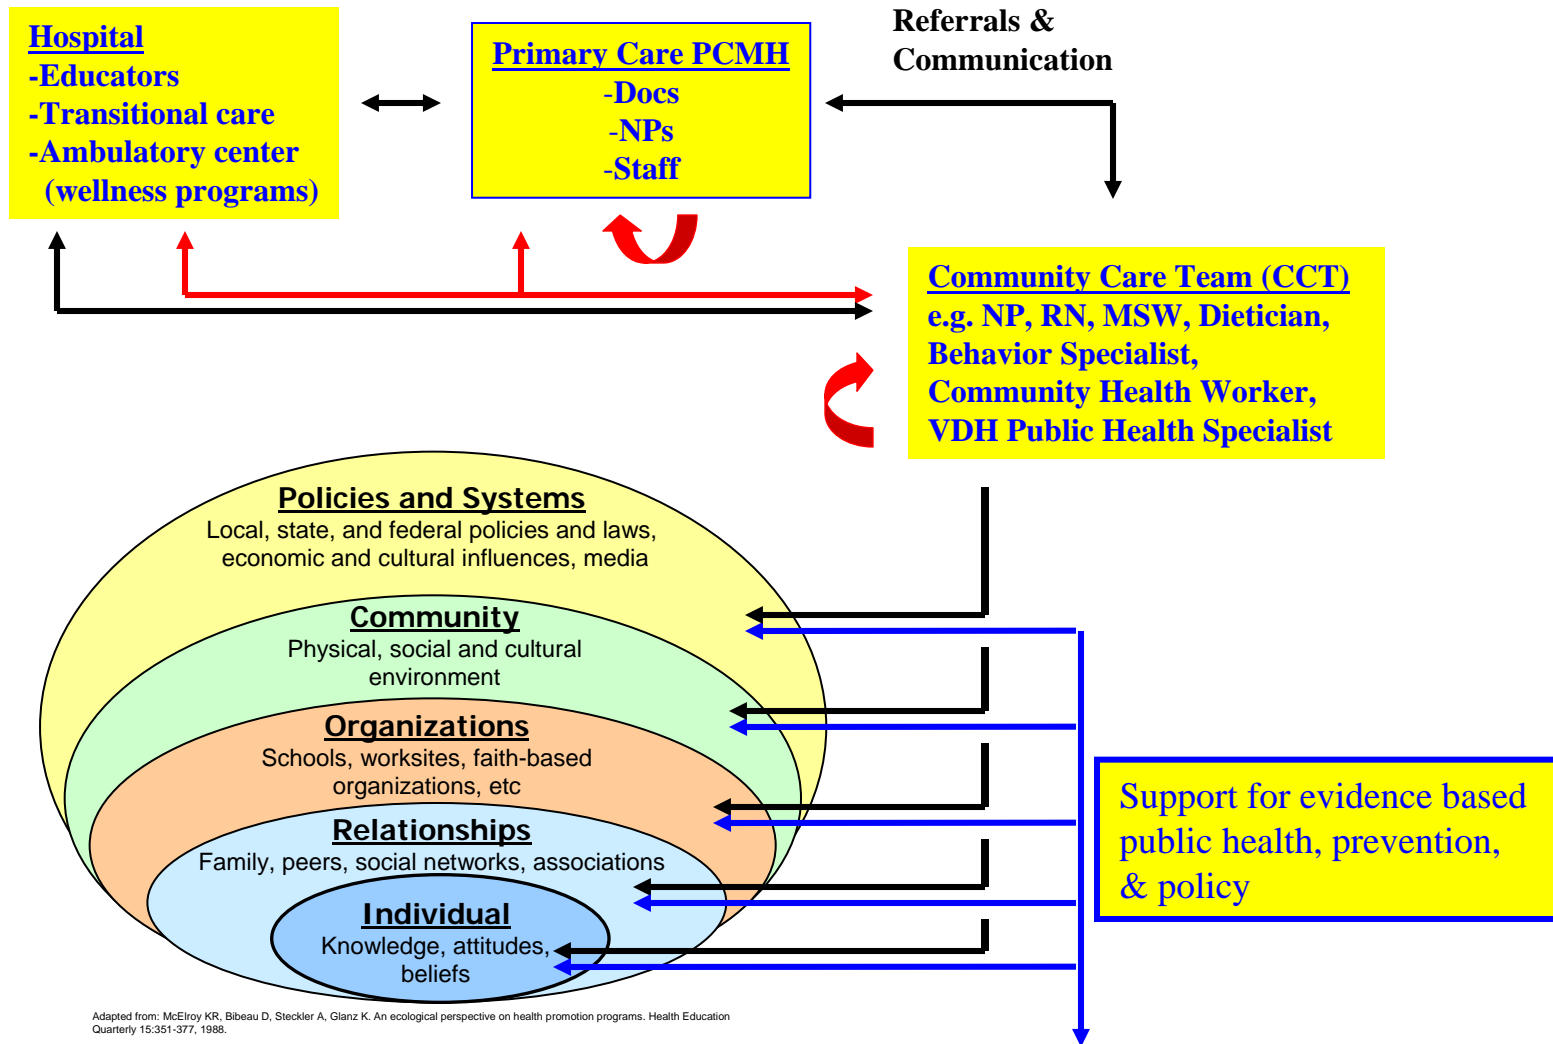 Hospital
-Educators
-Transitional care
-Ambulatory center
(wellness programs)
Primary Care PCMH
-Docs
-NPs
-Staff
Referrals &
Communication
Community Care Team (CCT)
e.g. NP, RN, MSW, Dietician,
Behavior Specialist,
Community Health Worker,
VDH Public Health Specialist
Policies and Systems
Local, state, and federal policies and laws,
economic and cultural influences, media
Community
Physical, social and cultural
environment
Organizations
Schools, worksites, faith-based
organizations, etc
Relationships
Family, peers, social networks, associations
Individual
Knowledge, attitudes,
beliefs
Support for evidence based
public health, prevention,
& policy
Adapted from: McElroy KR, Bibeau D, Steckler A, Glanz K. An ecological perspective on health promotion programs. Health Education
Quarterly 15:351-377, 1988.